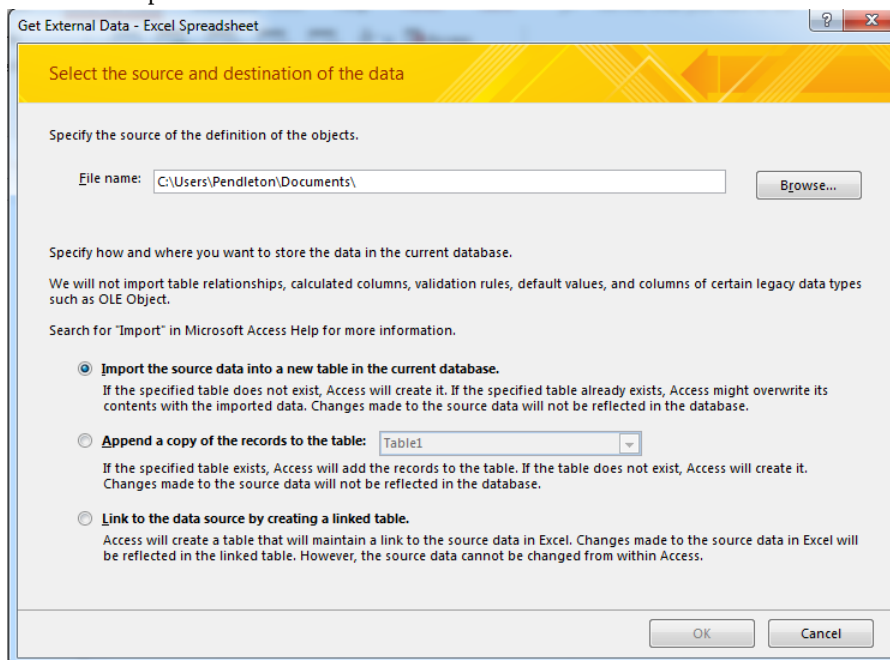 Get External Data - Excel Spreadsheet
Select the source and destination of the data
Specify the source of the definition of the objects.
File name: C:\Users\Pendleton\Documents\ Browse...
Specify how and where you want to store the data in the current database.
We will not import table relationships, calculated columns, validation rules, default values, and columns of certain legacy data types
such as OLE Object.
Search for "Import" in Microsoft Access Help for more information.
Import the source data into a new table in the current database.
If the specified table does not exist, Access will create it. If the specified table already exists, Access might overwrite its
contents with the imported data. Changes made to the source data will not be reflected in the database.
Append a copy of the records to the table: Table1
If the specified table exists, Access will add the records to the table. If the table does not exist, Access will create it.
Changes made to the source data will not be reflected in the database.
Link to the data source by creating a linked table.
Access will create a table that will maintain a link to the source data in Excel. Changes made to the source data in Excel will
be reflected in the linked table. However, the source data cannot be changed from within Access.
OK Cancel